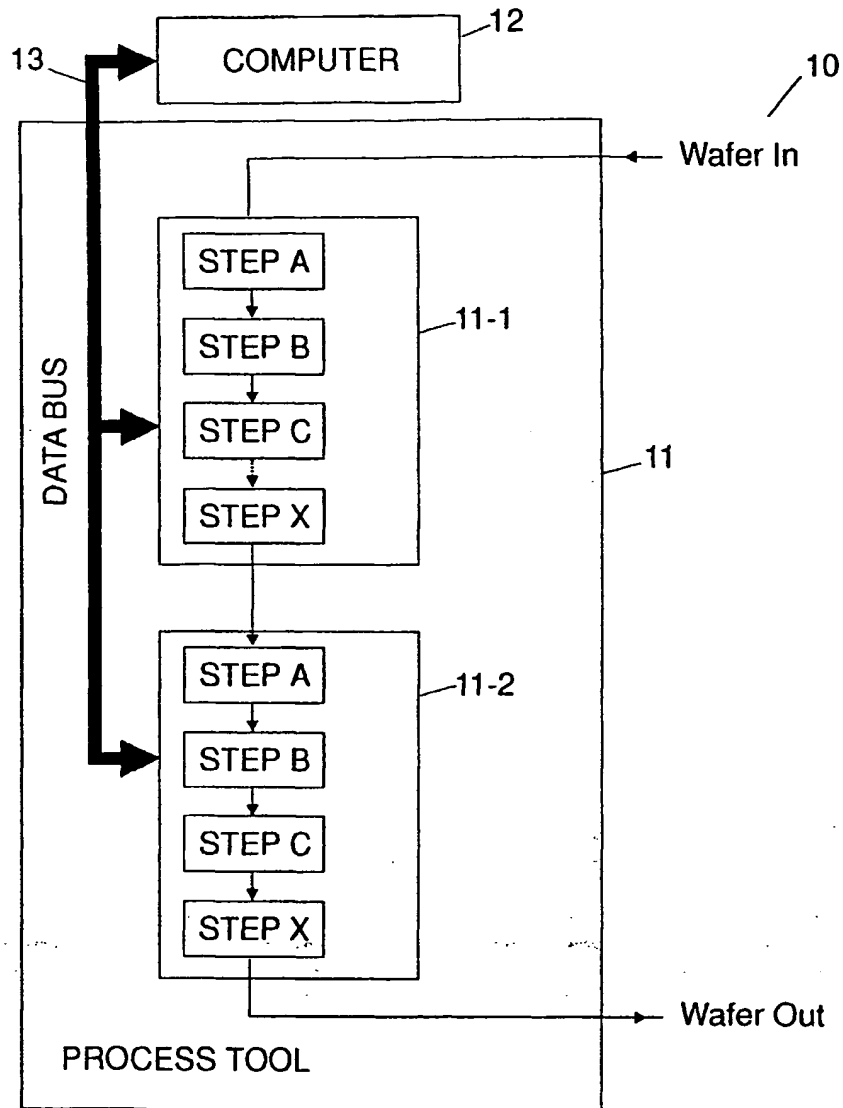 12
13
COMPUTER
10
Wafer In
STEP A
STEP B
11-1
STEP C
DATA BUS
11
STEP X
STEP A
11-2
STEP B
STEP C
STEP X
Wafer Out
PROCESS TOOL